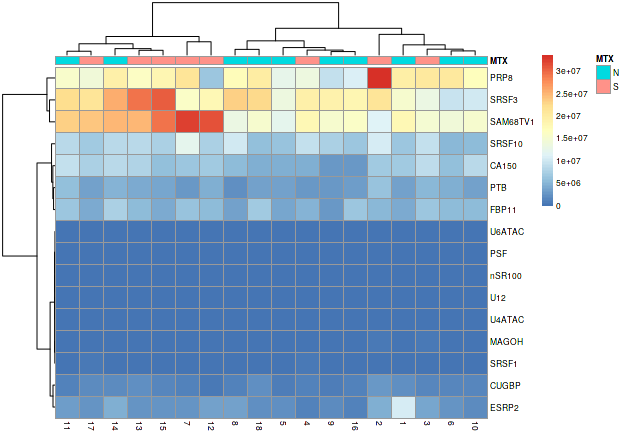 MTX
MTX
N
S
PRP8
SRSF3
SAM68TV1
SRSF10
CA150
PTB
FBP11
U6ATAC
PSF
nSR100
U12
U4ATAC
MAGOH
SRSF1
CUGBP
ESRP2
3e+07
2.5e+07
2e+07
1.5e+07
1e+07
5e+06
0
11 17 14 13 15 7 12 8 18 5 4 9 16 2 1 3 6 10